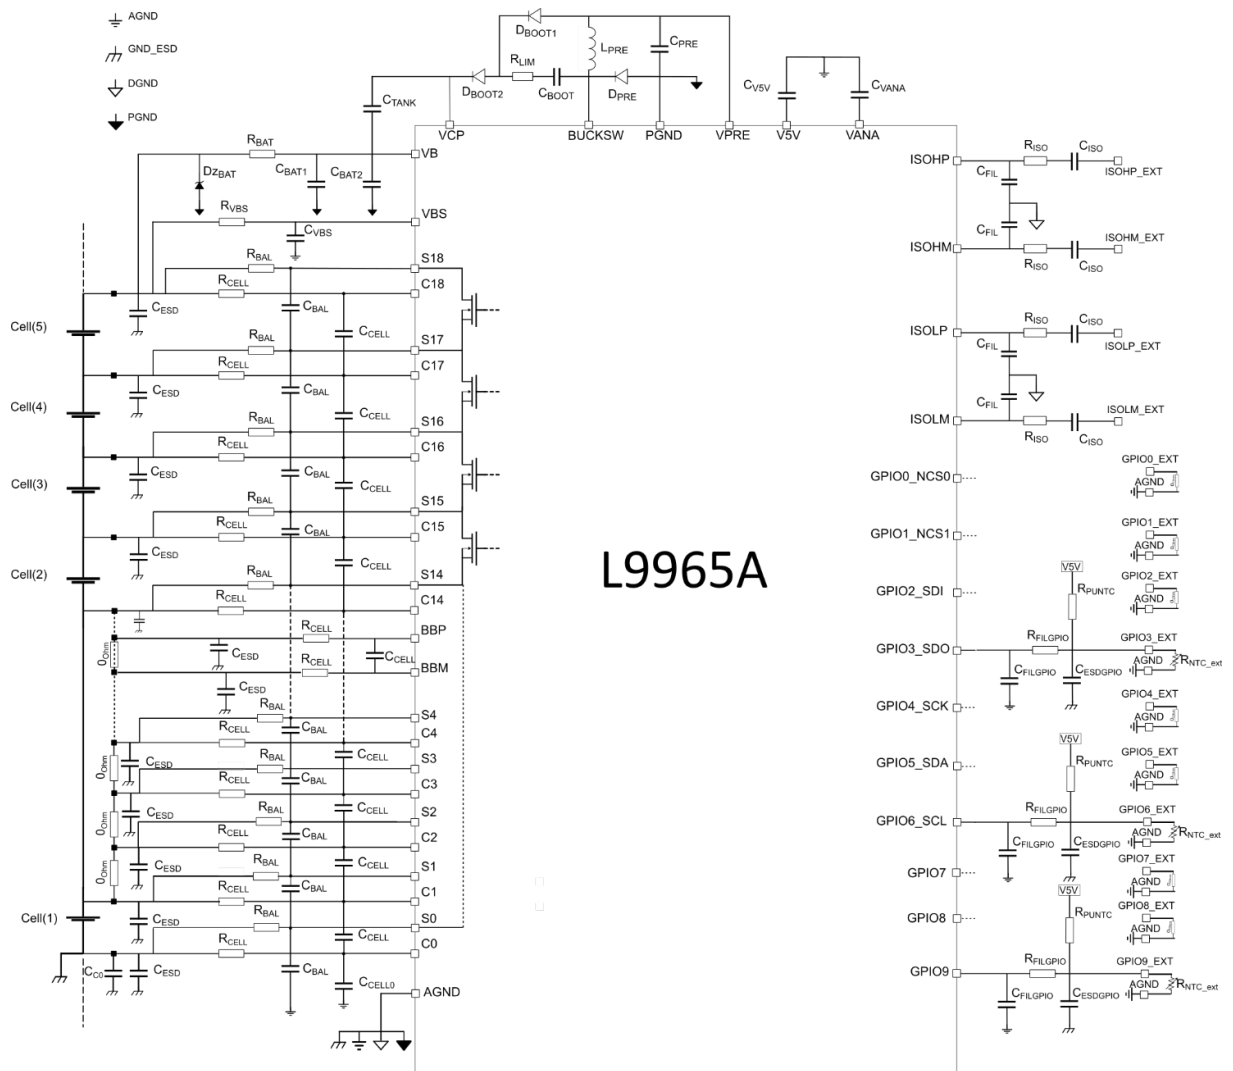 AGND
GND_ESD
DGND
PGND
DBOOT1
LPRE
CPRE
RLIM
DBOOT2
CBOOT
DPRE
CTANK
CV5V
CVANA
VCP
BUCKSW
PGND
VPRE
V5V
VANA
RBAT
VB
DZBAT
CBAT1
CBAT2
RVBS
VBS
CVBS
RBAL
S18
RCELL
C18
CESD
CBAL
CCELL
Cell(5)
RBAL
S17
RCELL
C17
CESD
CBAL
CCELL
Cell(4)
RBAL
S16
RCELL
C16
CESD
CBAL
CCELL
Cell(3)
RBAL
S15
RCELL
C15
CESD
CBAL
CCELL
Cell(2)
RBAL
S14
RCELL
C14
RCELL
BBP
0Ohm
CESD
CCELL
RCELL
BBM
CESD
RBAL
S4
CBAL
RCELL
C4
CESD
CCELL
0Ohm
RBAL
S3
RCELL
C3
CBAL
CESD
CCELL
0Ohm
RBAL
S2
RCELL
C2
CBAL
CESD
CCELL
0Ohm
RBAL
S1
RCELL
C1
CBAL
Cell(1)
CESD
RBAL
S0
CCELL
RCELL
C0
CC0
CESD
CBAL
CCELL0
AGND
L9965A
ISOHP
RISO
CISO
ISOHP_EXT
CFIL
CFIL
ISOHM
ISOHM_EXT
RISO
CISO
ISOLP
RISO
CISO
ISOLP_EXT
CFIL
CFIL
ISOLM
ISOLM_EXT
RISO
CISO
GPIO0_NCS0
GPIO0_EXT
AGND
GPIO1_NCS1
GPIO1_EXT
AGND
V5V
GPIO2_SDI
GPIO2_EXT
AGND
RPUNTC
GPIO3_SDO
RFILGPIO
GPIO3_EXT
AGND
RNTC_ext
CFILGPIO
CESDGPIO
GPIO4_SCK
GPIO4_EXT
AGND
V5V
GPIO5_SDA
GPIO5_EXT
AGND
RPUNTC
GPIO6_SCL
RFILGPIO
GPIO6_EXT
AGND
RNTC_ext
CFILGPIO
CESDGPIO
GPIO7
GPIO7_EXT
AGND
V5V
GPIO8
GPIO8_EXT
AGND
RPUNTC
GPIO9
RFILGPIO
GPIO9_EXT
AGND
RNTC_ext
CFILGPIO
CESDGPIO